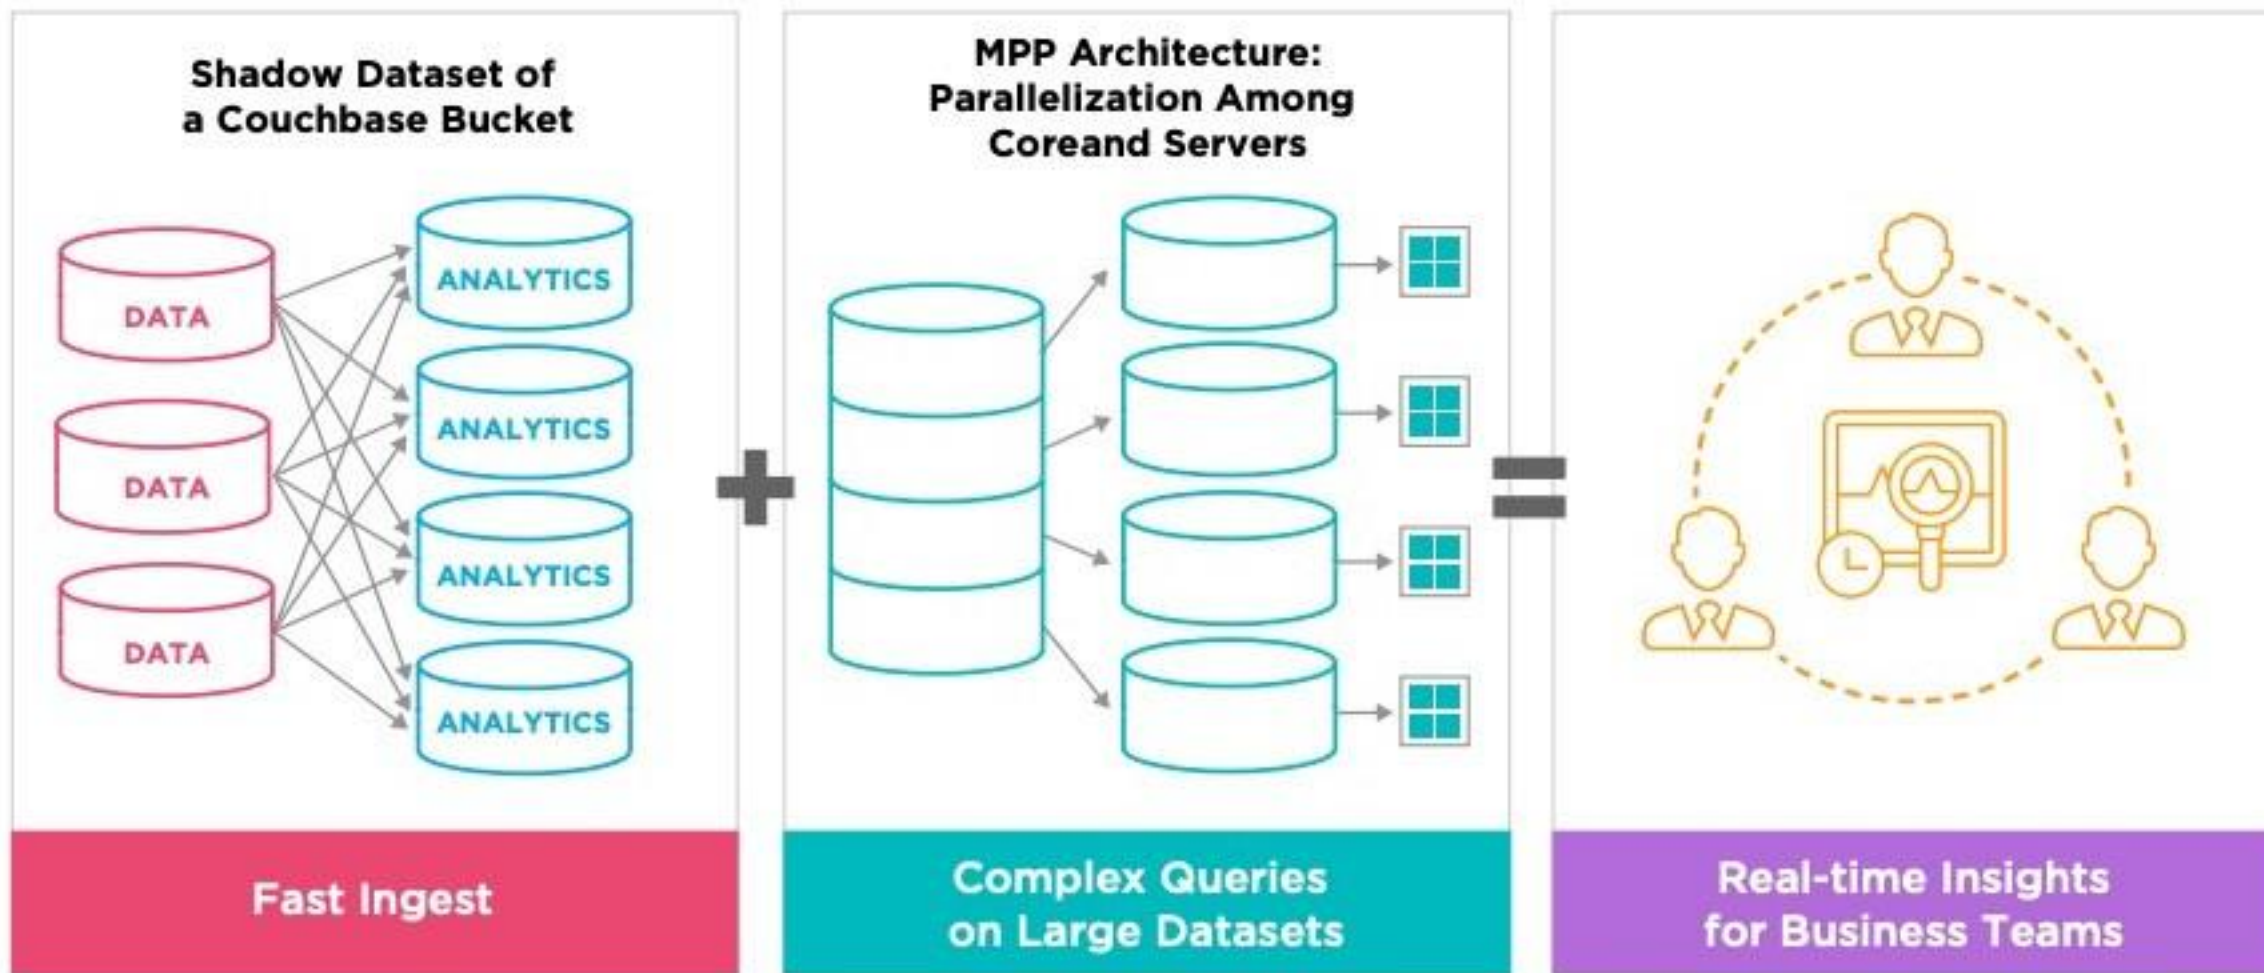 Shadow Dataset of
a Couchbase Bucket
DATA
DATA
DATA
ANALYTICS
ANALYTICS
ANALYTICS
ANALYTICS
Fast Ingest
MPP Architecture:
Parallelization Among
Coreand Servers
Complex Queries
on Large Datasets
Real-time Insights
for Business Teams